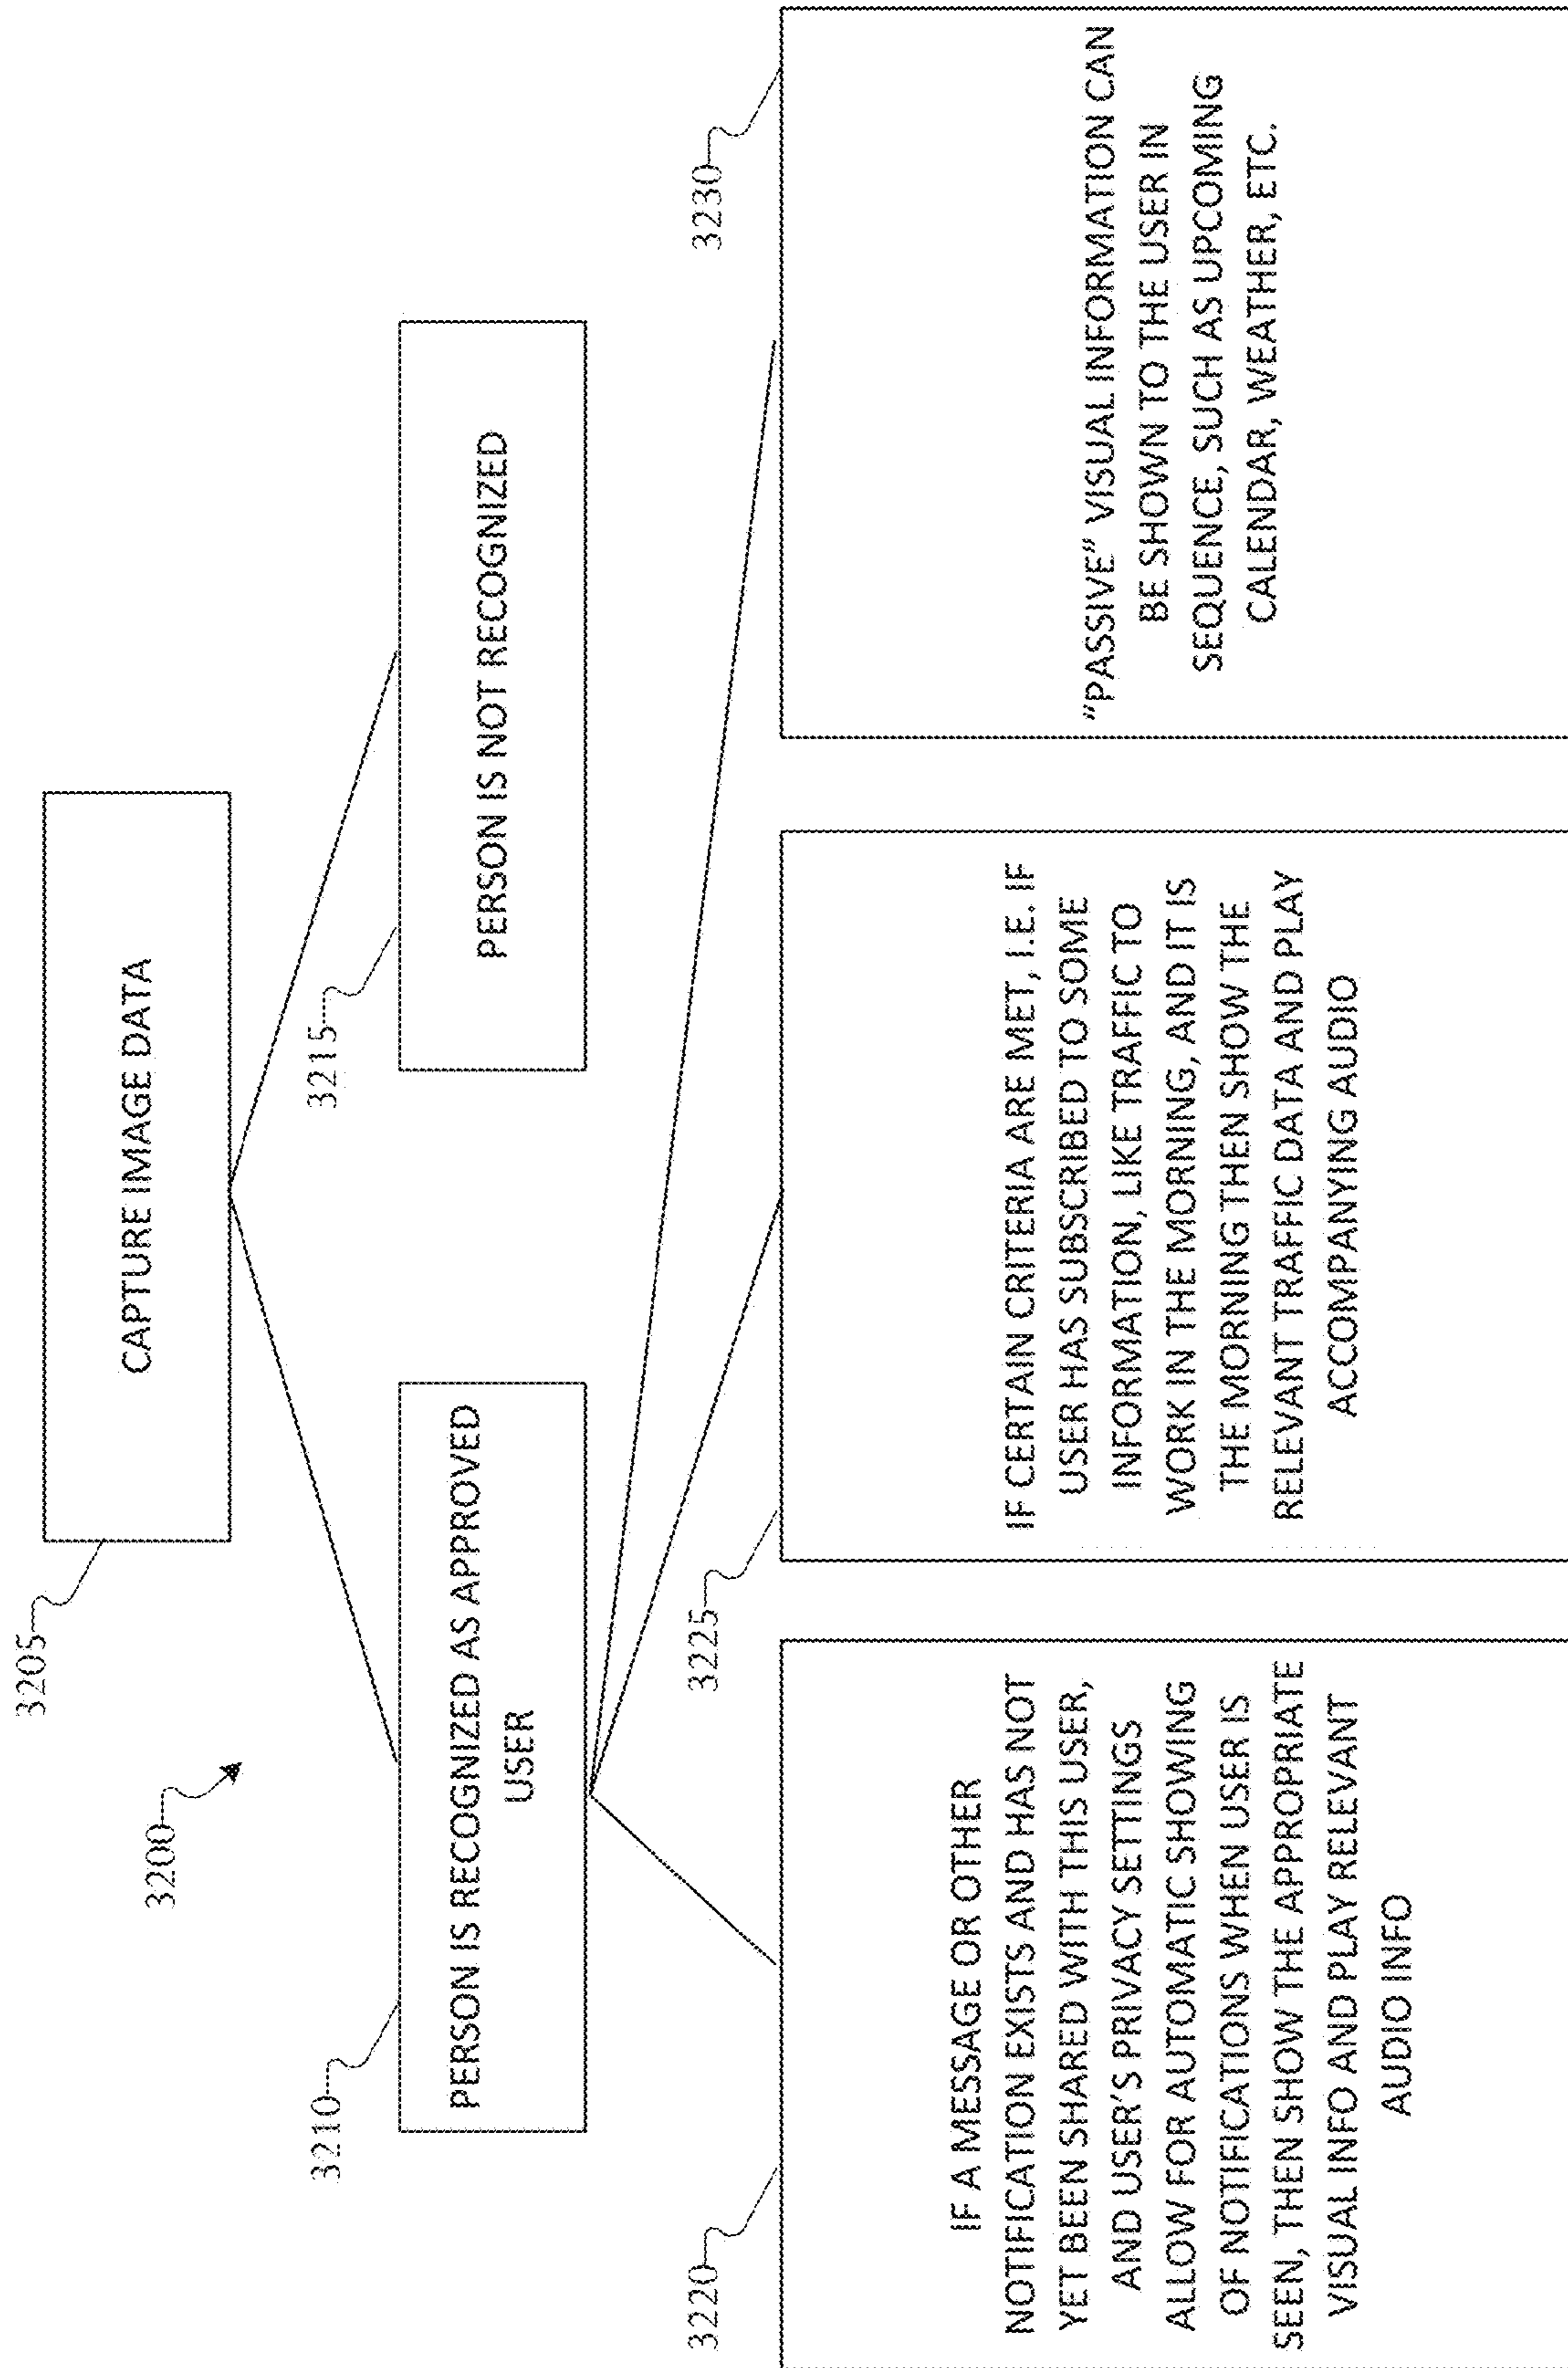 3200
3205
CAPTURE IMAGE DATA
3210
PERSON IS RECOGNIZED AS APPROVED
USER
3215
PERSON IS NOT RECOGNIZED
3220
IF A MESSAGE OR OTHER
NOTIFICATION EXISTS AND HAS NOT
YET BEEN SHARED WITH THIS USER,
AND USER'S PRIVACY SETTINGS
ALLOW FOR AUTOMATIC SHOWING
OF NOTIFICATIONS WHEN USER IS
SEEN, THEN SHOW THE APPROPRIATE
VISUAL INFO AND PLAY RELEVANT
AUDIO INFO
3225
IF CERTAIN CRITERIA ARE MET, I.E. IF
USER HAS SUBSCRIBED TO SOME
INFORMATION, LIKE TRAFFIC TO
WORK IN THE MORNING, AND IT IS
THE MORNING THEN SHOW THE
RELEVANT TRAFFIC DATA AND PLAY
ACCOMPANYING AUDIO
3230
"PASSIVE" VISUAL INFORMATION CAN
BE SHOWN TO THE USER IN
SEQUENCE, SUCH AS UPCOMING
CALENDAR, WEATHER, ETC.